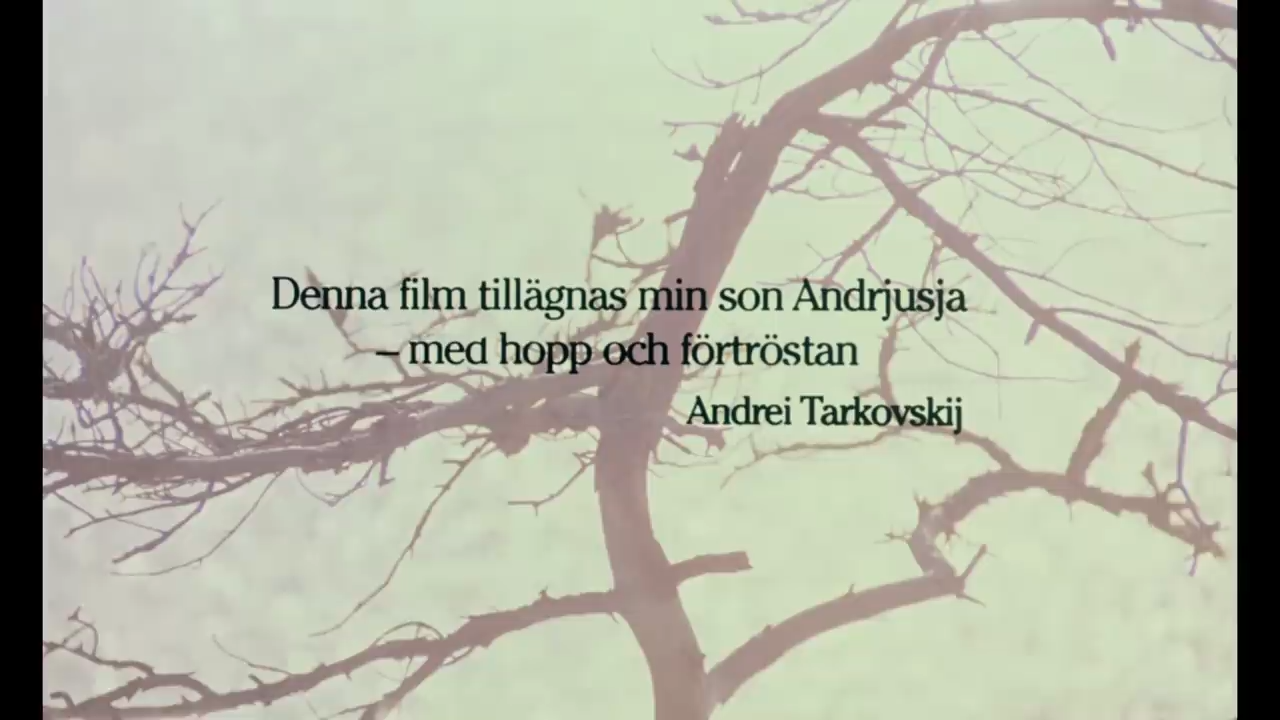 Denna film tillägnas min son Andrjusja
– med hopp och förtröstan
Andrei Tarkovskij